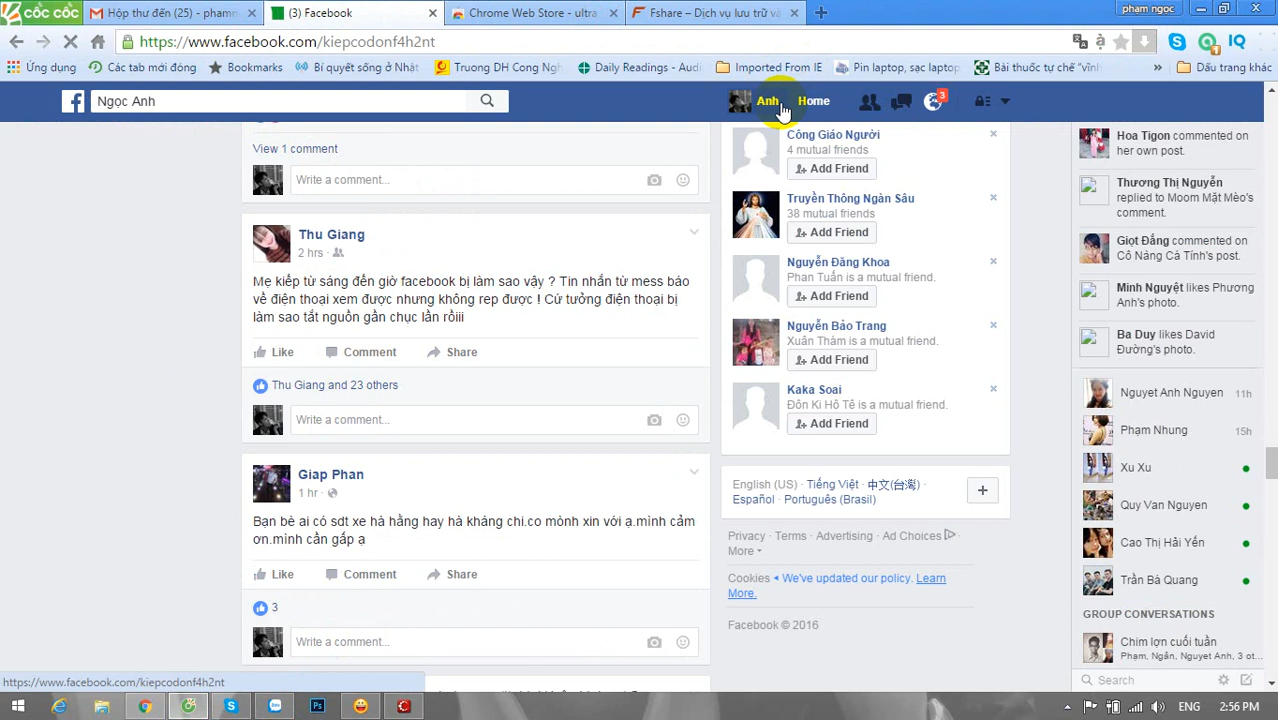 CỐC CỐC
Hộp thư đến (25) - phamn
(3) Facebook
Chrome Web Store - ultra
Fshare – Dịch vụ lưu trữ và
phạm ngọc
https://www.facebook.com/kiepcodonf4h2nt
Ứng dụng
Các tab mới đóng
Bookmarks
Bí quyết sống ở Nhật
Truong DH Cong Ngh
Daily Readings - Audi
Imported From IE
Pin laptop, sạc laptop
Bài thuốc tự chế "vĩnh
Dấu trang khác
Ngọc Anh
Anh
Home
3
View 1 comment
Write a comment...
Thu Giang
2 hrs
Mẹ kiếp từ sáng đến giờ facebook bị làm sao vậy ? Tin nhắn từ mess báo
về điện thoại xem được nhưng không rep được ! Cứ tưởng điện thoại bị
làm sao tắt nguồn gần chục lần rồiii
Like Comment Share
Thu Giang and 23 others
Write a comment...
Giap Phan
1 hr
Bạn bè ai có sdt xe hà hằng hay hà kháng chi.co mònh xin với ạ.mình cảm
ơn.mình cần gấp ạ
Like Comment Share
3
Write a comment...
Công Giáo Người
4 mutual friends
Add Friend
Truyền Thông Ngàn Sâu
38 mutual friends
Add Friend
Nguyễn Đăng Khoa
Phan Tuấn is a mutual friend.
Add Friend
Nguyễn Bảo Trang
Xuân Thàm is a mutual friend.
Add Friend
Kaka Soai
Đôn Ki Hô Tê is a mutual friend.
Add Friend
English (US) · Tiếng Việt · 中文(台灣) ·
Español · Português (Brasil)
Privacy · Terms · Advertising · Ad Choices
More
Cookies We've updated our policy. Learn
More.
Facebook © 2016
Hoa Tigon commented on
her own post.
Thương Thị Nguyễn
replied to Moom Mặt Mèo's
comment.
Giọt Đắng commented on
Cô Nàng Cá Tính's post.
Minh Nguyệt likes Phương
Anh's photo.
Ba Duy likes David
Đường's photo.
Nguyet Anh Nguyen 11h
Phạm Nhung 15h
Xu Xu
Quy Van Nguyen
Cao Thị Hải Yến
Trần Bá Quang
GROUP CONVERSATIONS
Chim lợn cuối tuần
Phạm, Ngân, Nguyet Anh, 3 ot...
Search
https://www.facebook.com/kiepcodonf4h2nt
ENG
2:56 PM